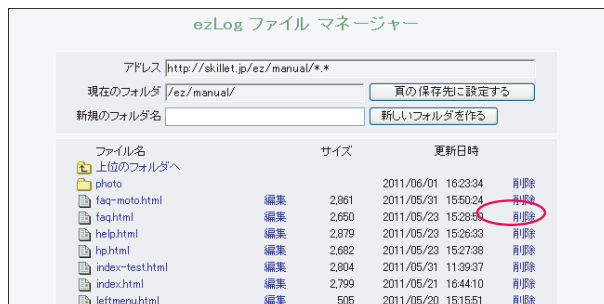 ezLog ファイル マネージャー
アドレス http://skillet.jp/ez/manual/*.*
現在のフォルダ /ez/manual/ 頁の保存先に設定する
新規のフォルダ名 新しいフォルダを作る
ファイル名 サイズ 更新日時
上位のフォルダへ
photo 2011/06/01 16:23:34 削除
faq-moto.html 編集 2,861 2011/05/31 15:50:24 削除
faq.html 編集 2,650 2011/05/23 15:28:59 削除
help.html 編集 2,879 2011/05/23 15:26:33 削除
hp.html 編集 2,682 2011/05/23 15:27:38 削除
index-test.html 編集 2,804 2011/05/31 11:39:37 削除
index.html 編集 2,799 2011/05/21 16:44:10 削除
leftmenu.html 編集 505 2011/05/20 15:15:51 削除